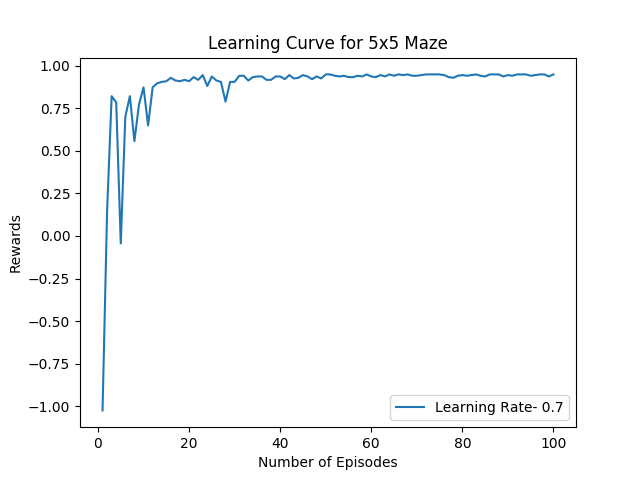 Learning Curve for 5x5 Maze
1.00
0.75
0.50
0.25
0.00
−0.25
−0.50
−0.75
−1.00
Rewards
Learning Rate- 0.7
0 20 40 60 80 100
Number of Episodes